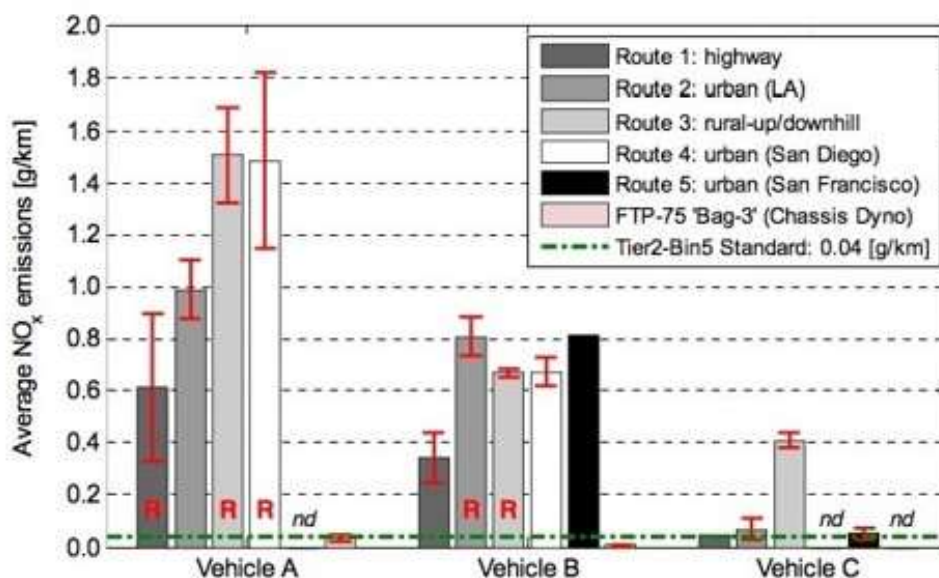 2.0
1.8
1.6
1.4
1.2
1.0
0.8
0.6
0.4
0.2
0.0
Average NOx emissions [g/km]
Route 1: highway
Route 2: urban (LA)
Route 3: rural-up/downhill
Route 4: urban (San Diego)
Route 5: urban (San Francisco)
FTP-75 'Bag-3' (Chassis Dyno)
Tier2-Bin5 Standard: 0.04 [g/km]
R R R nd R R nd nd
Vehicle A Vehicle B Vehicle C